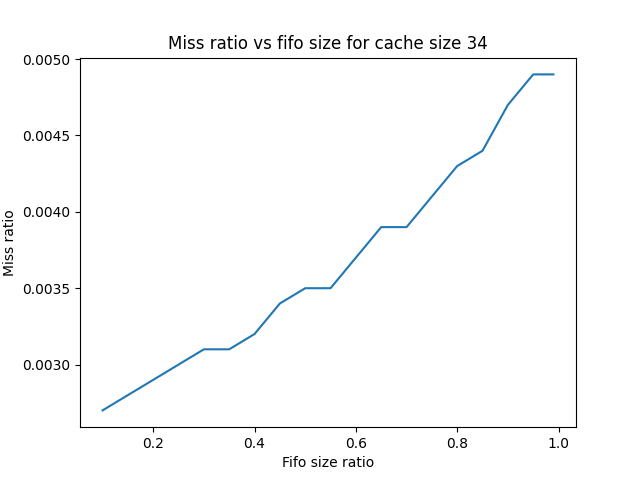 Miss ratio vs fifo size for cache size 34
0.0050
0.0045
0.0040
0.0035
0.0030
Miss ratio
0.2 0.4 0.6 0.8 1.0
Fifo size ratio